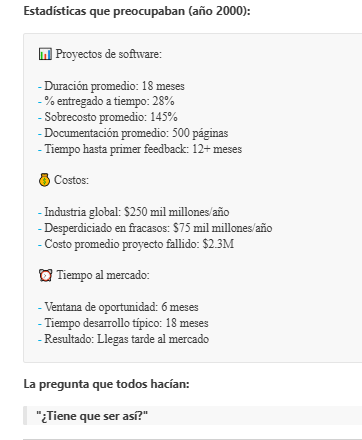 Estadísticas que preocupaban (año 2000):
📊 Proyectos de software:
- Duración promedio: 18 meses
- % entregado a tiempo: 28%
- Sobrecosto promedio: 145%
- Documentación promedio: 500 páginas
- Tiempo hasta primer feedback: 12+ meses
💰 Costos:
- Industria global: $250 mil millones/año
- Desperdiciado en fracasos: $75 mil millones/año
- Costo promedio proyecto fallido: $2.3M
⏰ Tiempo al mercado:
- Ventana de oportunidad: 6 meses
- Tiempo desarrollo típico: 18 meses
- Resultado: Llegas tarde al mercado
La pregunta que todos hacían:
"¿Tiene que ser así?"